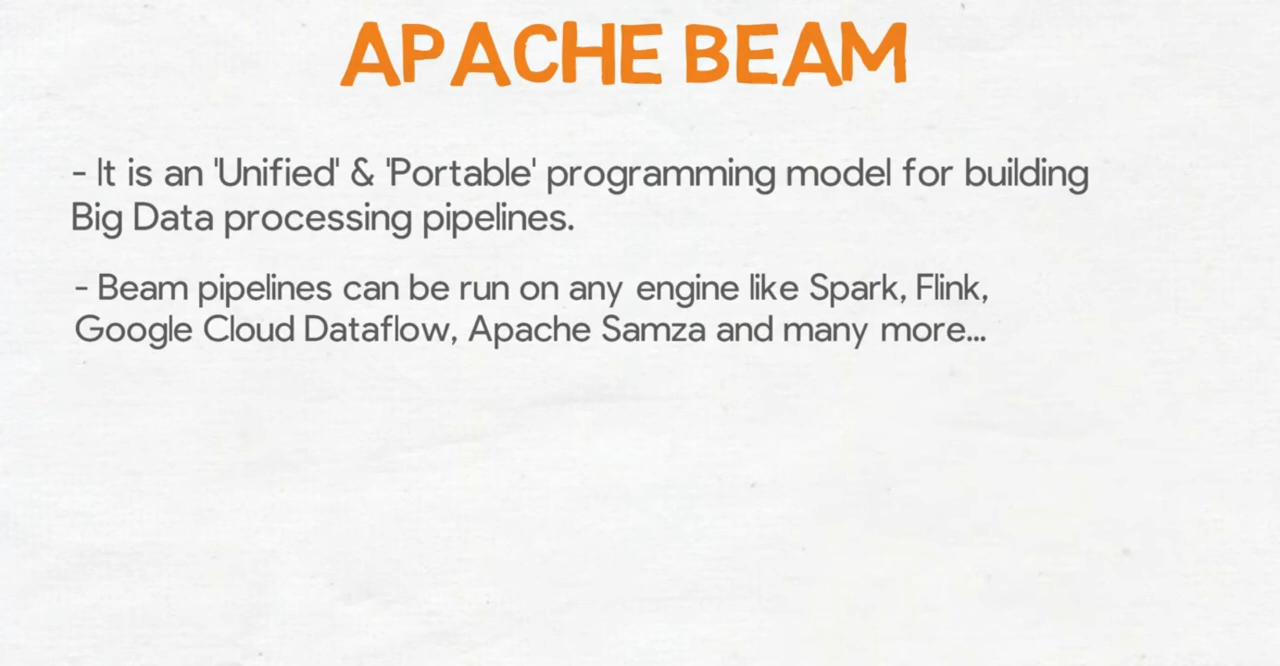 APACHE BEAM
- It is an 'Unified' & 'Portable' programming model for building
Big Data processing pipelines.
- Beam pipelines can be run on any engine like Spark, Flink,
Google Cloud Dataflow, Apache Samza and many more...